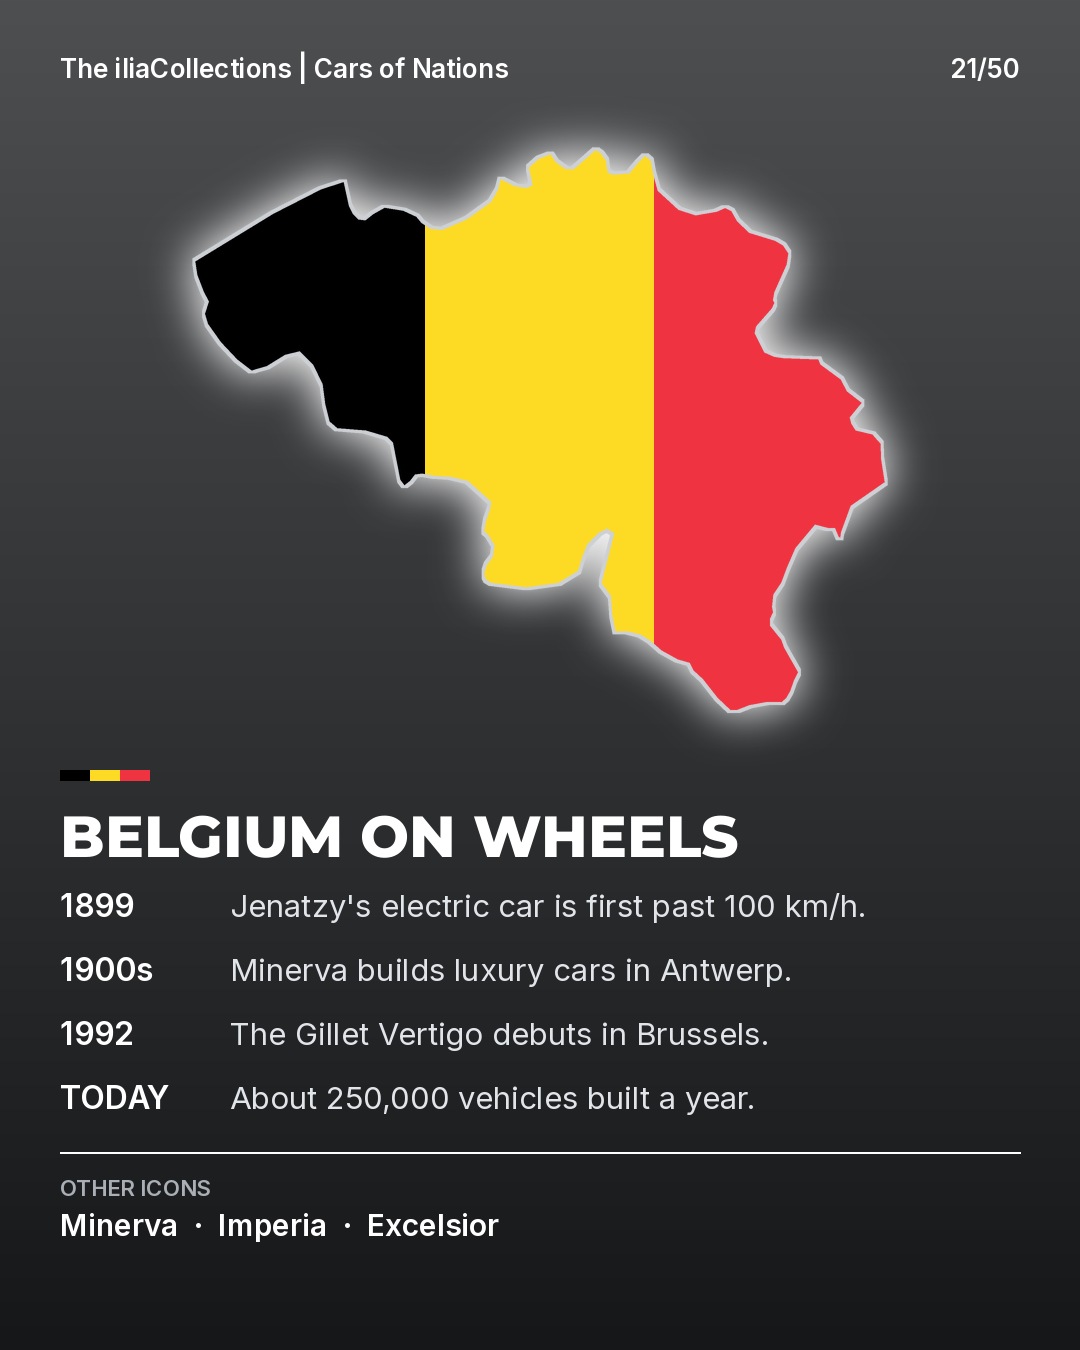 The iliaCollections | Cars of Nations
21/50
BELGIUM ON WHEELS
1899 Jenatzy's electric car is first past 100 km/h.
1900s Minerva builds luxury cars in Antwerp.
1992 The Gillet Vertigo debuts in Brussels.
TODAY About 250,000 vehicles built a year.
OTHER ICONS
Minerva · Imperia · Excelsior